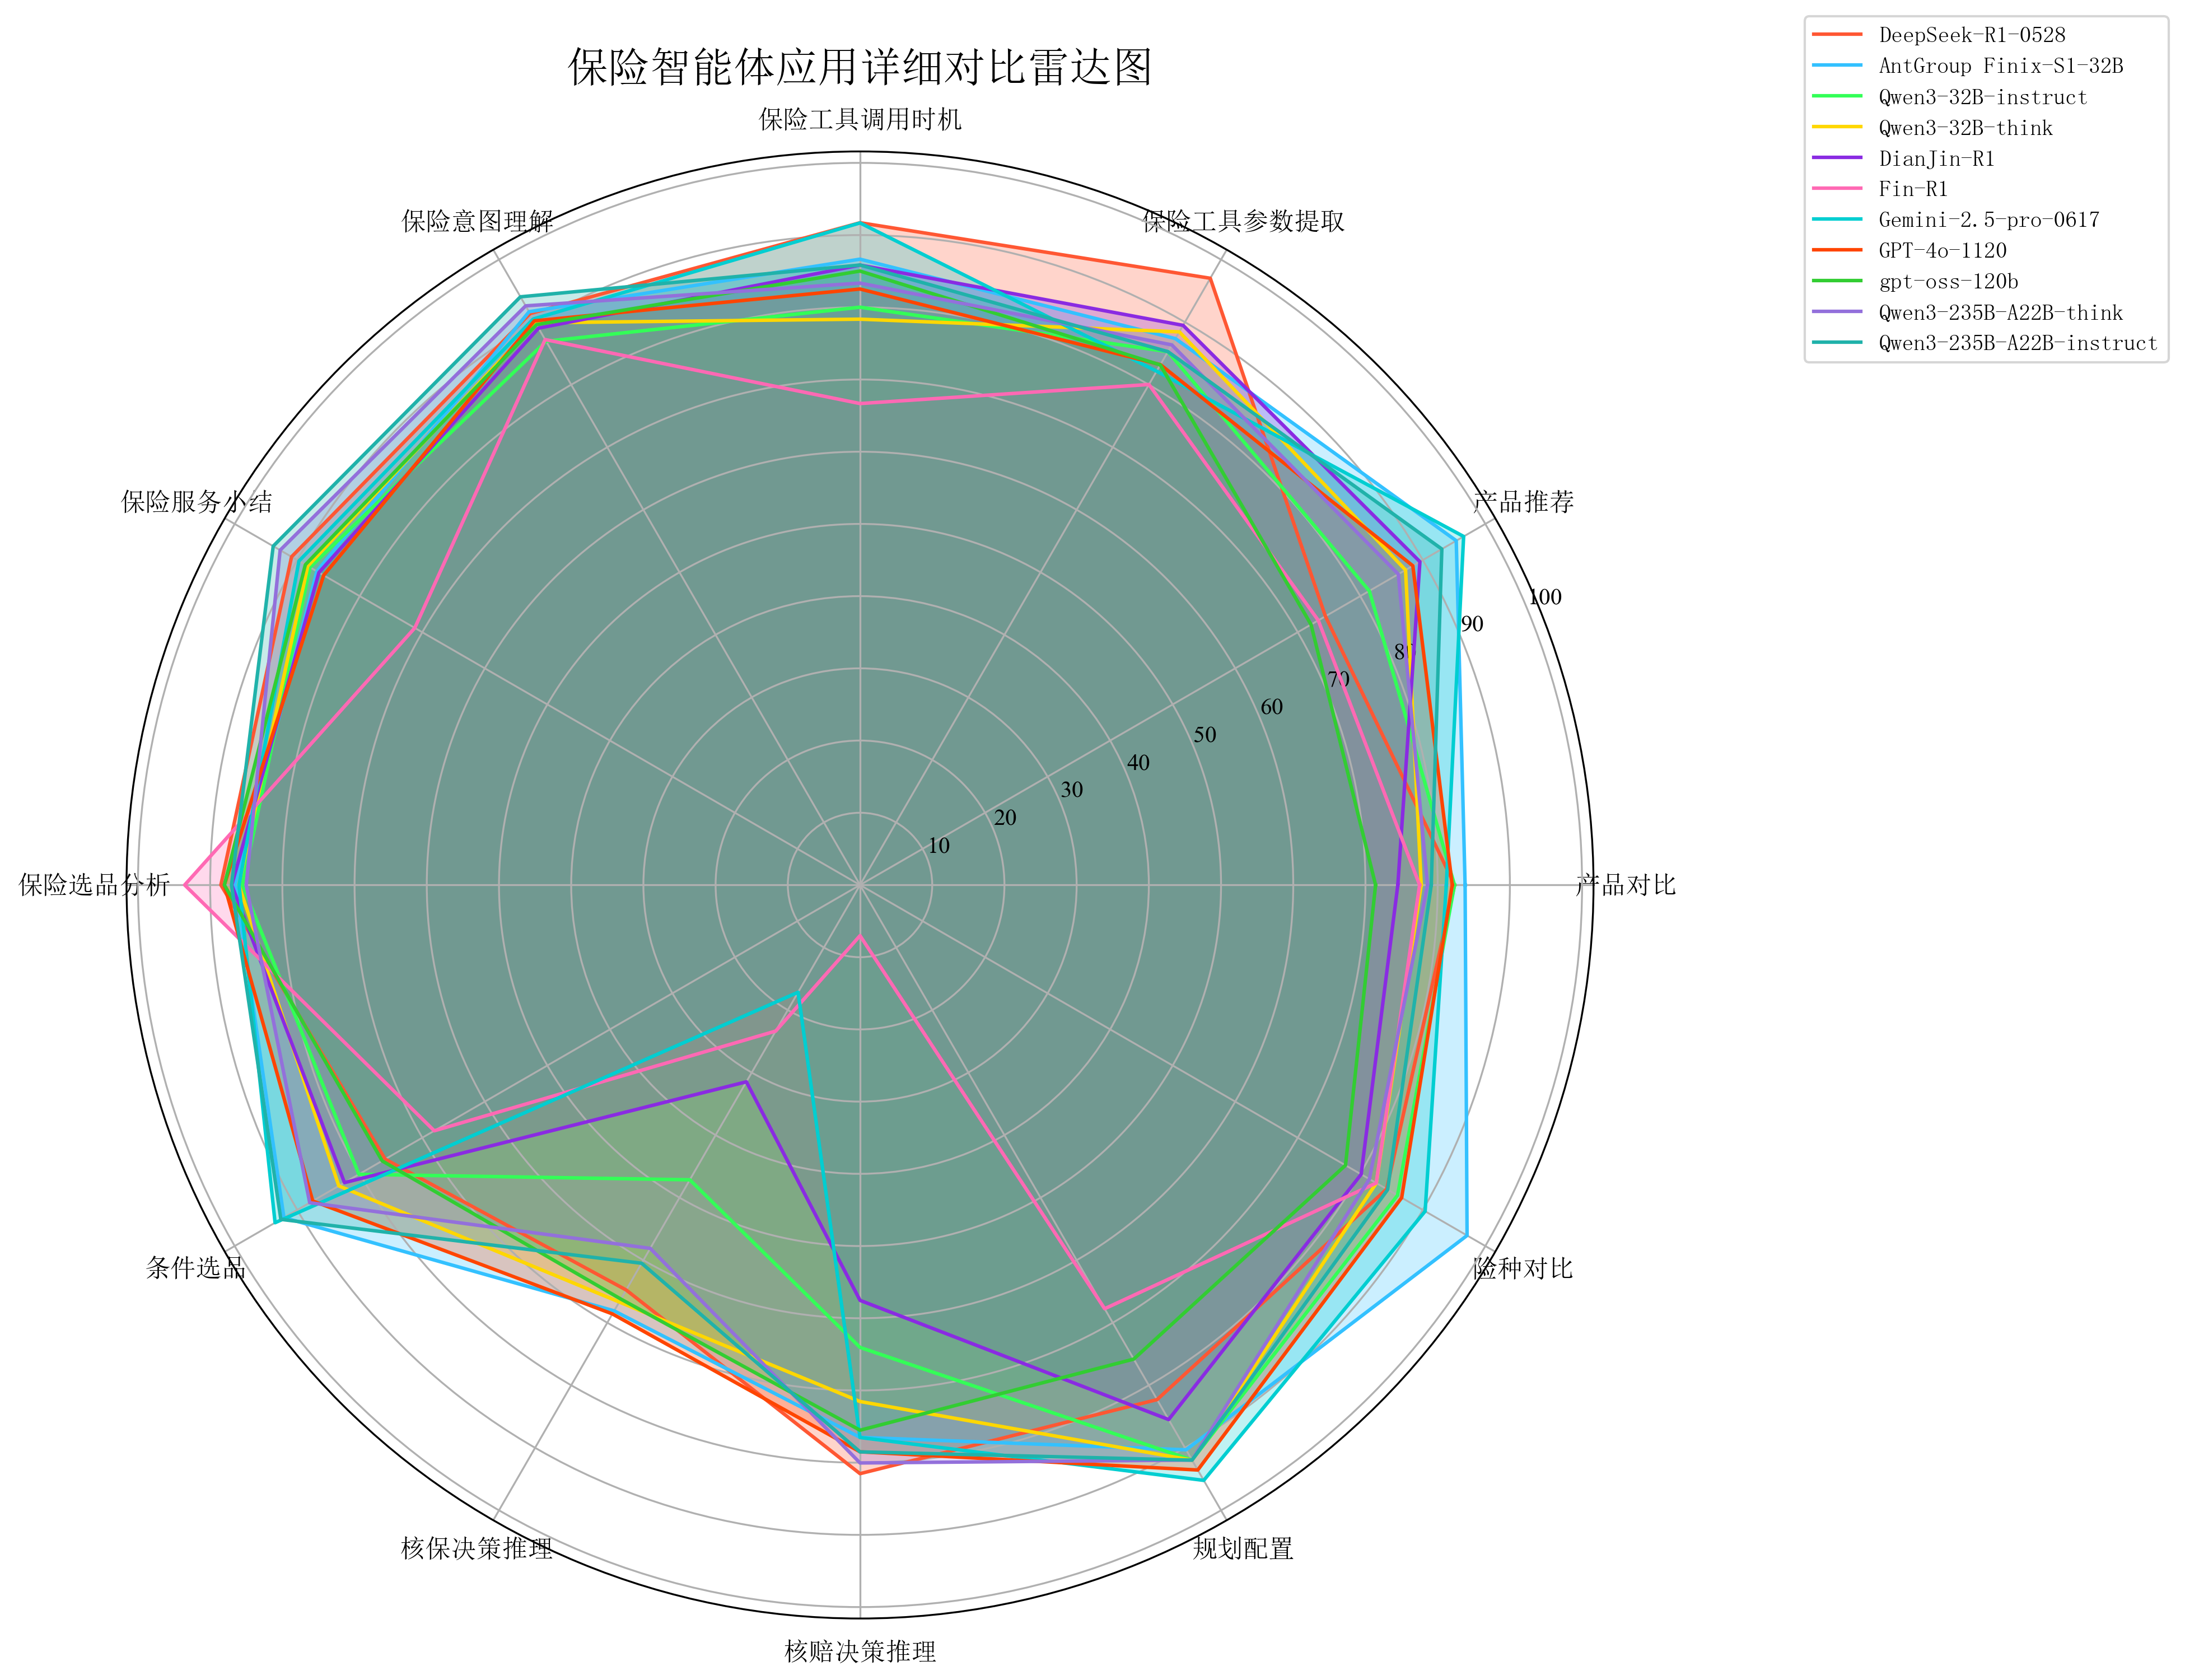 保险智能体应用详细对比雷达图
DeepSeek-R1-0528
AntGroup Finix-S1-32B
Qwen3-32B-instruct
Qwen3-32B-think
DianJin-R1
Fin-R1
Gemini-2.5-pro-0617
GPT-4o-1120
gpt-oss-120b
Qwen3-235B-A22B-think
Qwen3-235B-A22B-instruct
保险工具调用时机
保险意图理解
保险工具参数提取
保险服务小结
产品推荐
100
90
80
70
60
50
40
30
20
10
保险选品分析
产品对比
条件选品
险种对比
核保决策推理
规划配置
核赔决策推理